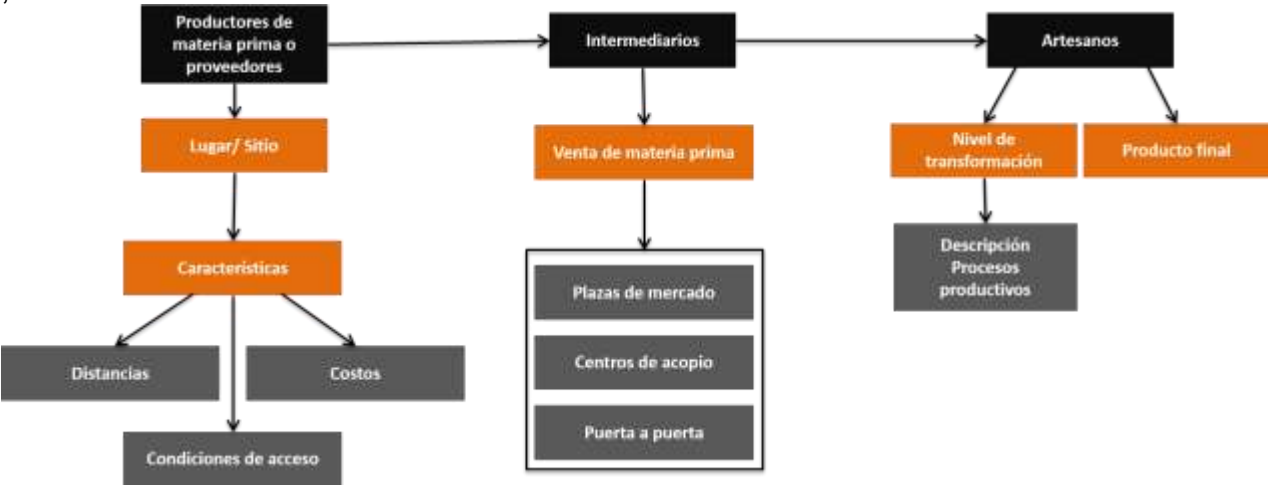 Productores de
materia prima o
proveedores
Intermediarios
Artesanos
Lugar/ Sitio
Venta de materia prima
Nivel de
transformación
Producto final
Características
Descripción
Procesos
productivos
Plazas de mercado
Centros de acopio
Distancias
Costos
Puerta a puerta
Condiciones de acceso